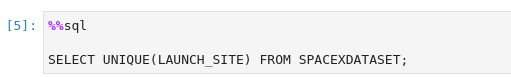 [5]: %%sql
SELECT UNIQUE(LAUNCH_SITE) FROM SPACEXDATASET;